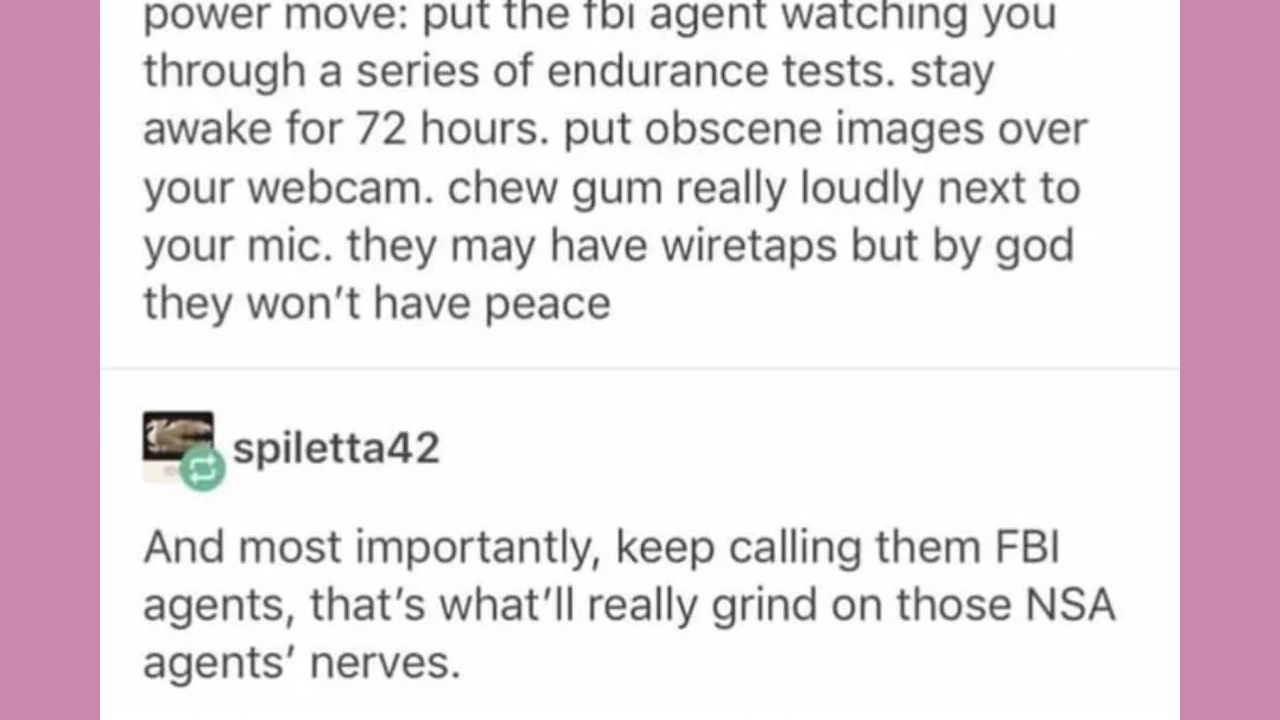 power move: put the fbi agent watching you
through a series of endurance tests. stay
awake for 72 hours. put obscene images over
your webcam. chew gum really loudly next to
your mic. they may have wiretaps but by god
they won't have peace
spiletta42
And most importantly, keep calling them FBI
agents, that's what'll really grind on those NSA
agents' nerves.